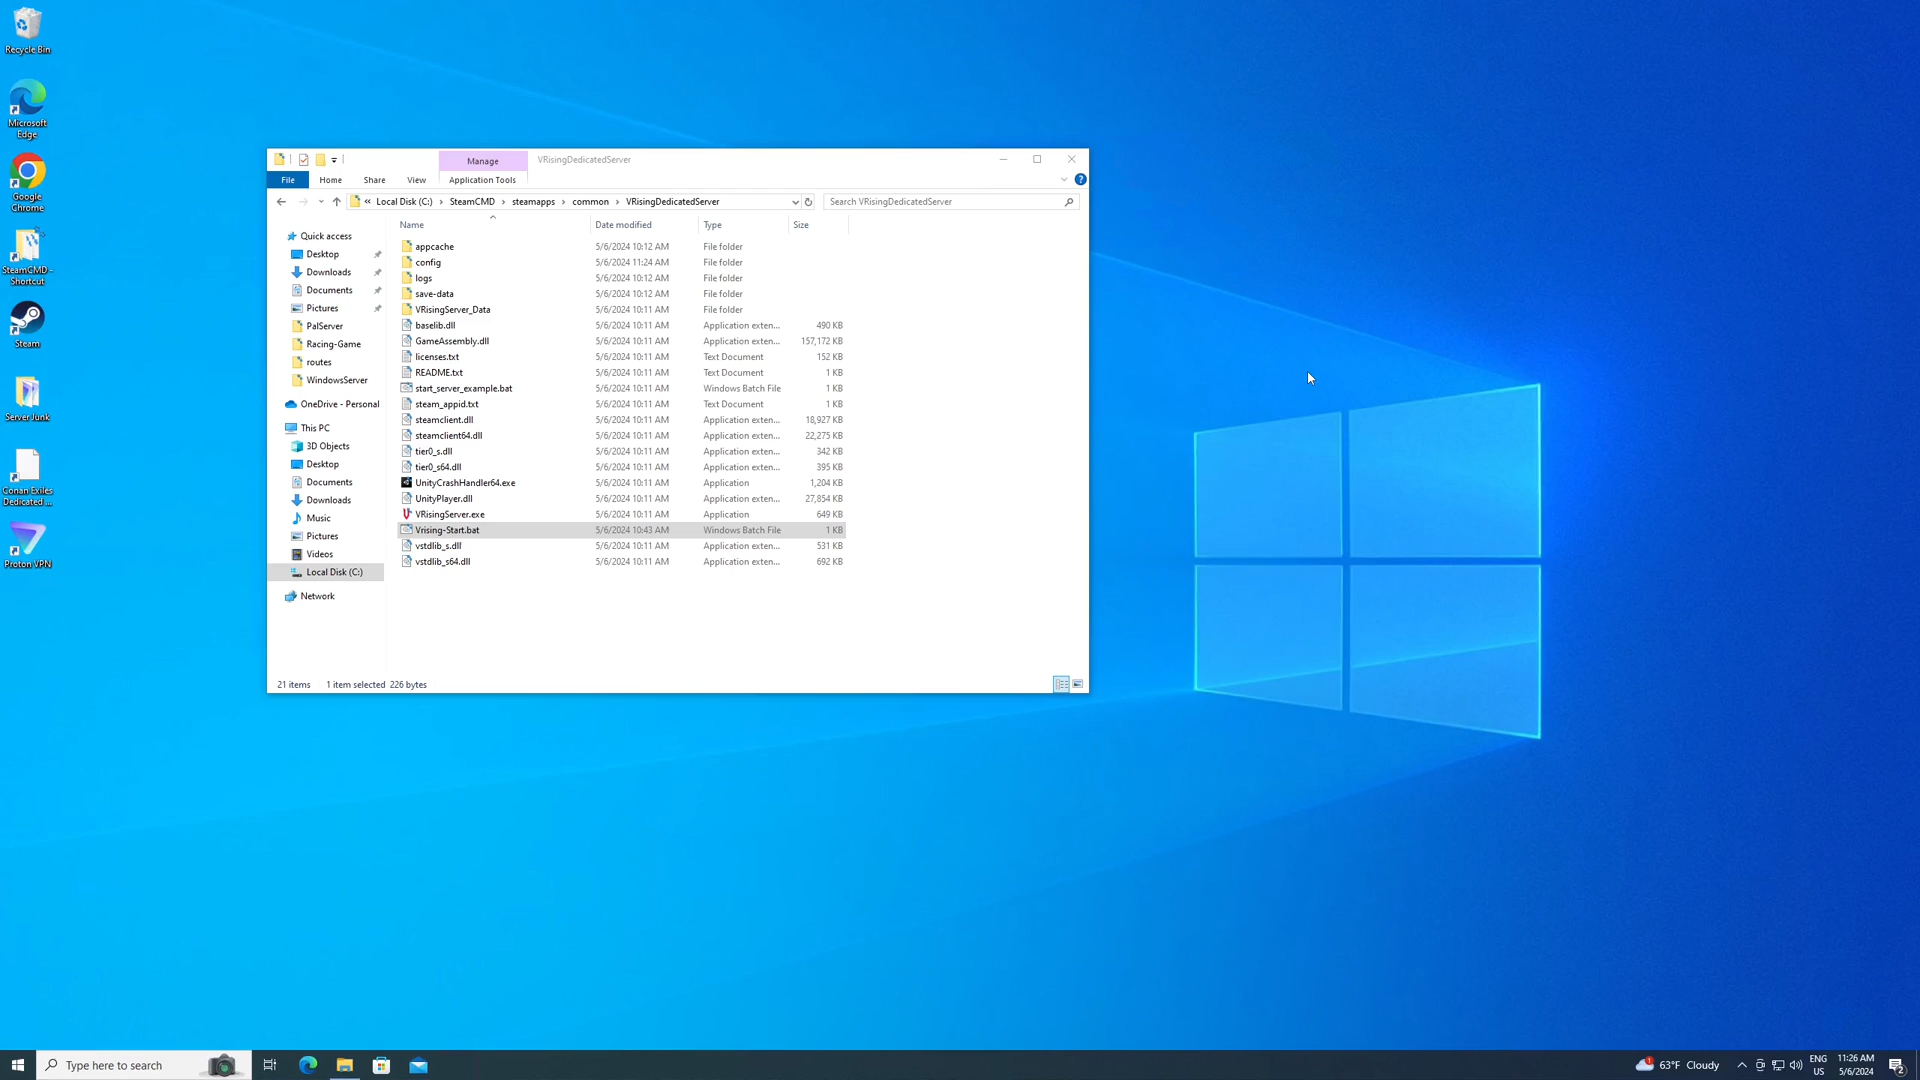 Recycle Bin
Microsoft
Edge
Google
Chrome
SteamCMD -
Shortcut
Steam
Server Junk
Conan Exiles
Dedicated ...
Proton VPN
Manage
VRisingDedicatedServer
File
Home
Share
View
Application Tools
« Local Disk (C:) > SteamCMD > steamapps > common > VRisingDedicatedServer
Search VRisingDedicatedServer
Name Date modified Type Size
Quick access
Desktop
Downloads
Documents
Pictures
PalServer
Racing-Game
routes
WindowsServer
OneDrive - Personal
This PC
3D Objects
Desktop
Documents
Downloads
Music
Pictures
Videos
Local Disk (C:)
Network
appcache 5/6/2024 10:12 AM File folder
config 5/6/2024 11:24 AM File folder
logs 5/6/2024 10:12 AM File folder
save-data 5/6/2024 10:12 AM File folder
VRisingServer_Data 5/6/2024 10:11 AM File folder
baselib.dll 5/6/2024 10:11 AM Application exten... 490 KB
GameAssembly.dll 5/6/2024 10:11 AM Application exten... 157,172 KB
licenses.txt 5/6/2024 10:11 AM Text Document 152 KB
README.txt 5/6/2024 10:11 AM Text Document 1 KB
start_server_example.bat 5/6/2024 10:11 AM Windows Batch File 1 KB
steam_appid.txt 5/6/2024 10:11 AM Text Document 1 KB
steamclient.dll 5/6/2024 10:11 AM Application exten... 18,927 KB
steamclient64.dll 5/6/2024 10:11 AM Application exten... 22,275 KB
tier0_s.dll 5/6/2024 10:11 AM Application exten... 342 KB
tier0_s64.dll 5/6/2024 10:11 AM Application exten... 395 KB
UnityCrashHandler64.exe 5/6/2024 10:11 AM Application 1,204 KB
UnityPlayer.dll 5/6/2024 10:11 AM Application exten... 27,854 KB
VRisingServer.exe 5/6/2024 10:11 AM Application 649 KB
Vrising-Start.bat 5/6/2024 10:43 AM Windows Batch File 1 KB
vstdlib_s.dll 5/6/2024 10:11 AM Application exten... 531 KB
vstdlib_s64.dll 5/6/2024 10:11 AM Application exten... 692 KB
21 items 1 item selected 226 bytes
Type here to search
1
63°F Cloudy
ENG
US
11:26 AM
5/6/2024
2